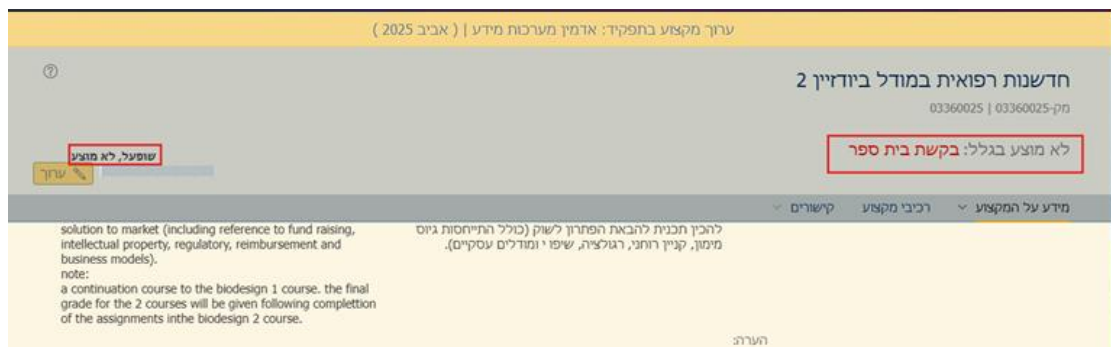 ערוך מקצוע בתפקיד: אדמין מערכות מידע | ( אביב 2025 )
חדשנות רפואית במודל ביודזיין 2
מק-03360025 | 03360025
לא מוצע בגלל: בקשת בית ספר
שופעל, לא מוצע
ערוך
מידע על המקצוע
רכיבי מקצוע
קישורים
להכין תכנית להבאת הפתרון לשוק (כולל התייחסות גיוס
מימון, קניין רוחני, רגולציה, שיפו י ומודלים עסקיים).
solution to market (including reference to fund raising,
intellectual property, regulatory, reimbursement and
business models).
note:
a continuation course to the biodesign 1 course. the final
grade for the 2 courses will be given following complettion
of the assignments inthe biodesign 2 course.
הערה: